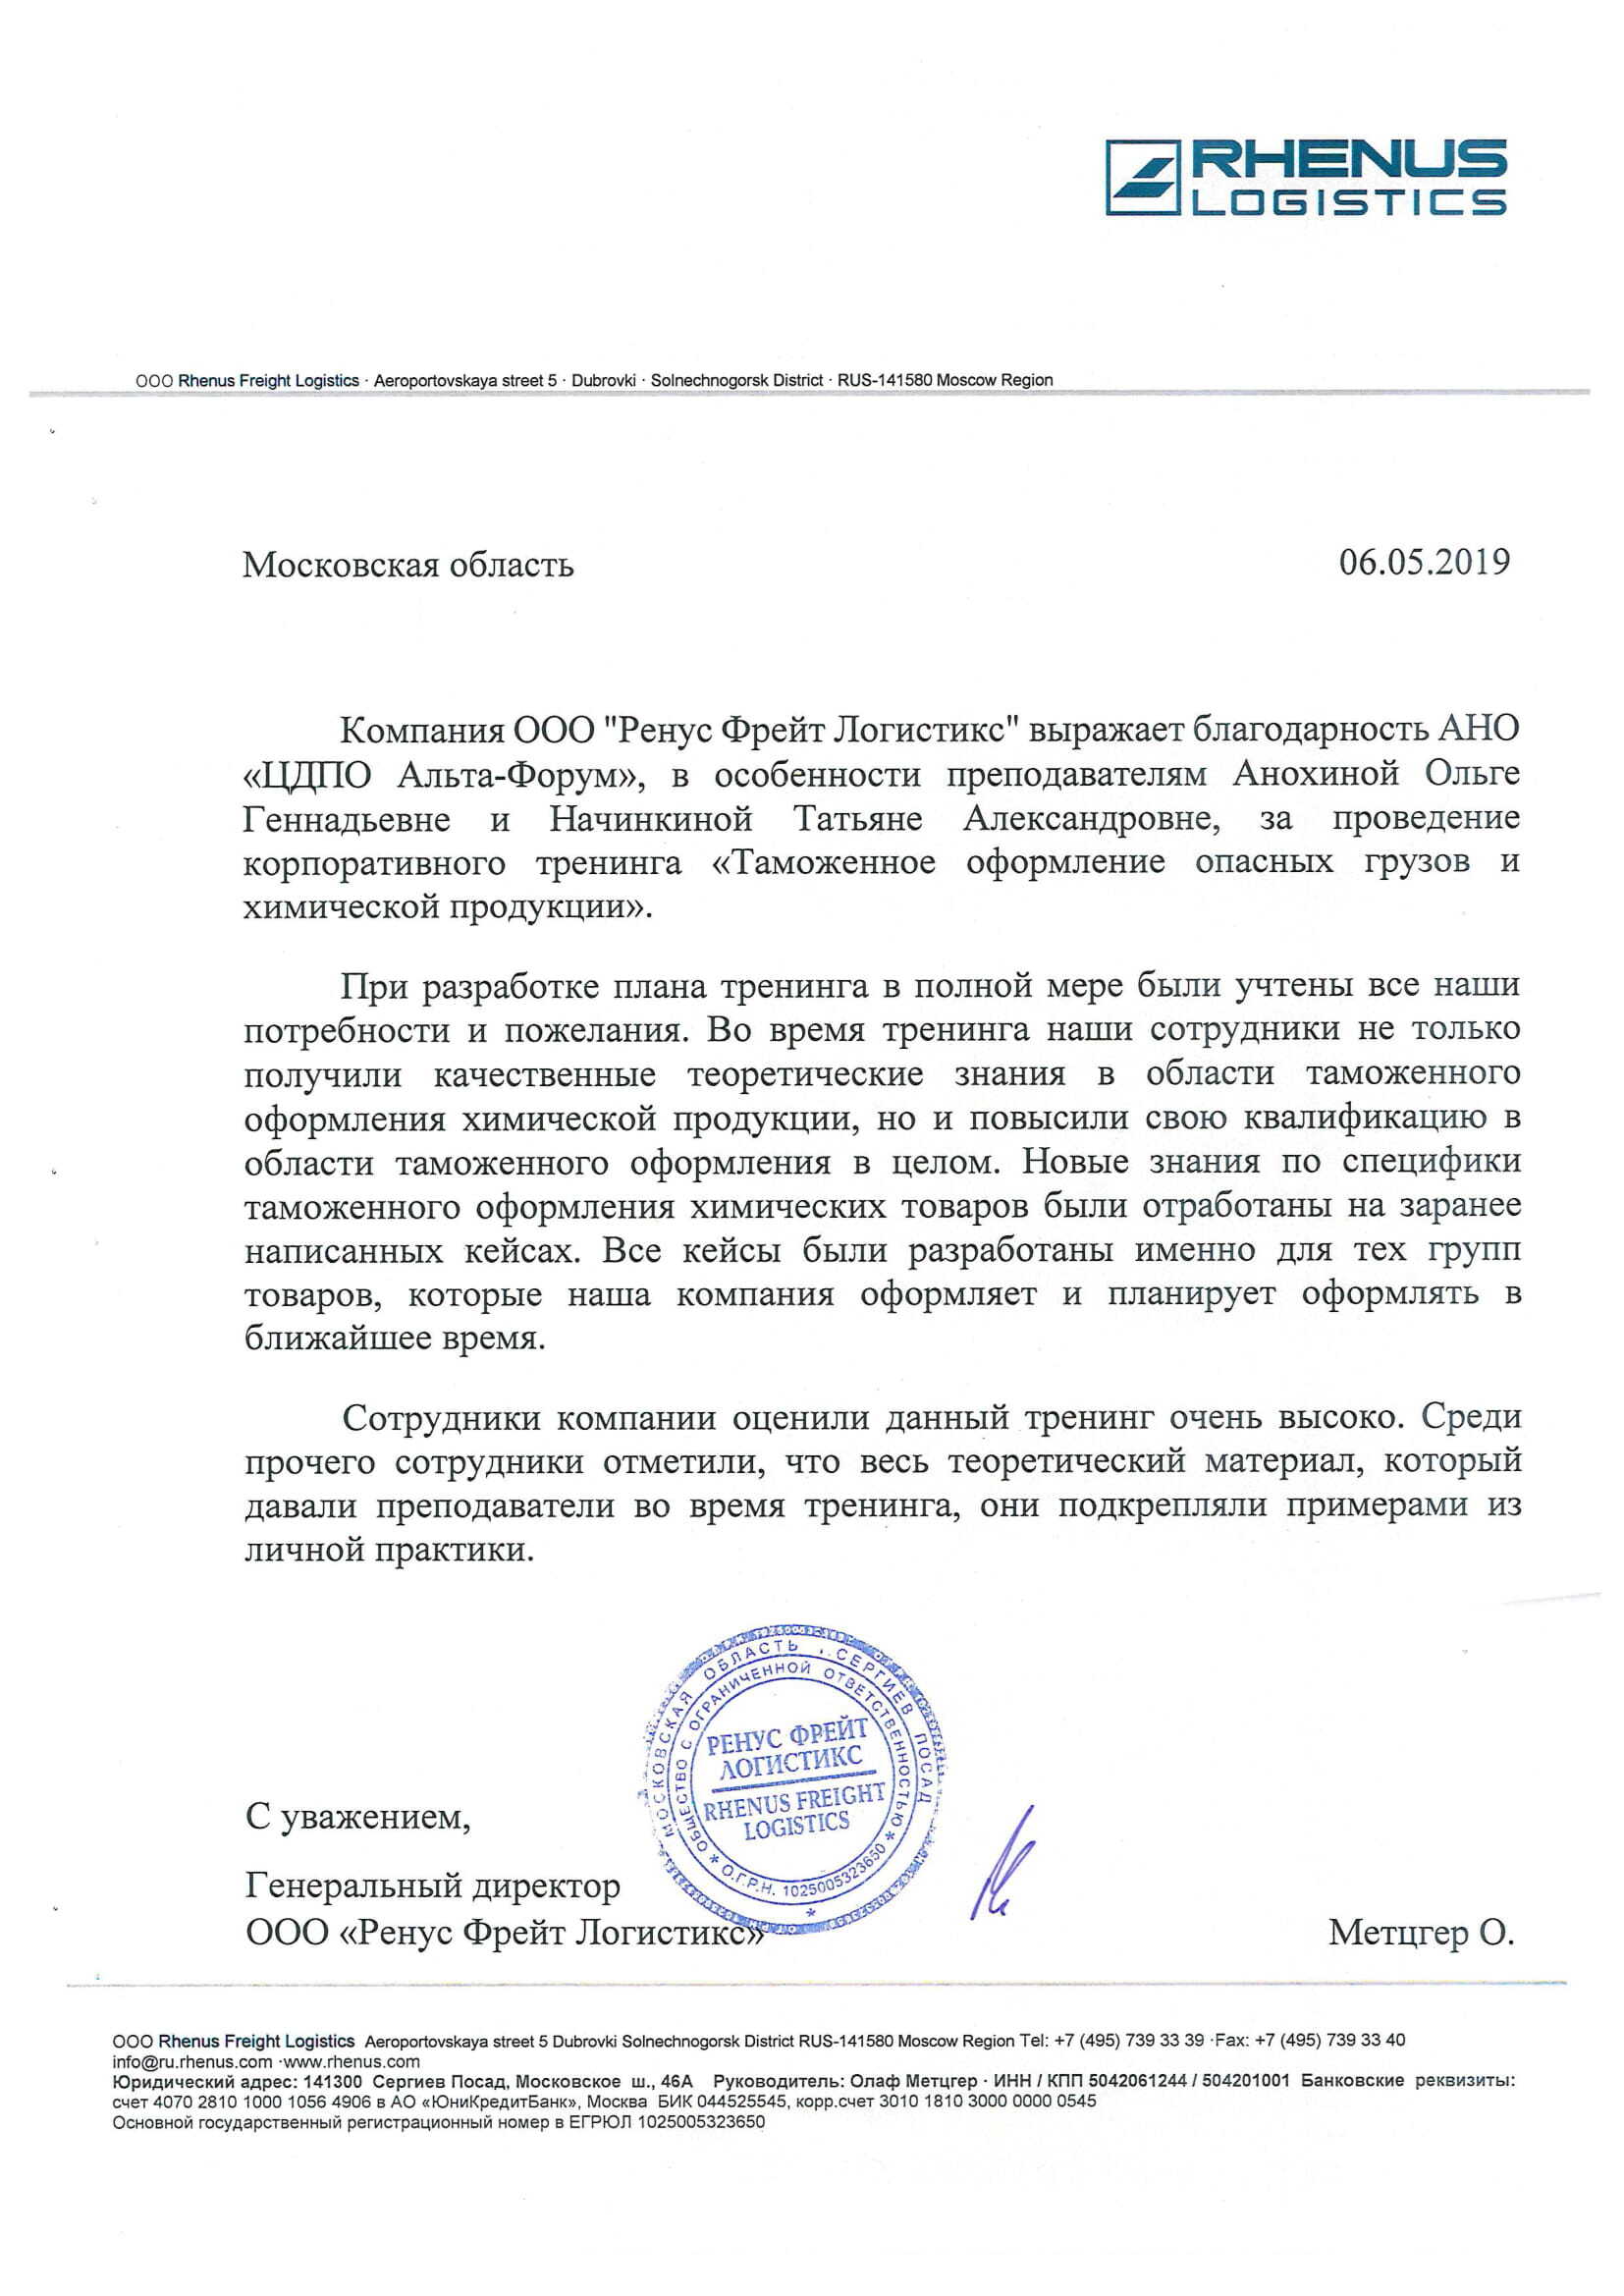 RHENUS
LOGISTICS
ООО Rhenus Freight Logistics · Aeroportovskaya street 5 · Dubrovki · Solnechnogorsk District · RUS-141580 Moscow Region
Московская область 06.05.2019
Компания ООО "Ренус Фрейт Логистикс" выражает благодарность АНО
«ЦДПО Альта-Форум», в особенности преподавателям Анохиной Ольге
Геннадьевне и Начинкиной Татьяне Александровне, за проведение
корпоративного тренинга «Таможенное оформление опасных грузов и
химической продукции».
При разработке плана тренинга в полной мере были учтены все наши
потребности и пожелания. Во время тренинга наши сотрудники не только
получили качественные теоретические знания в области таможенного
оформления химической продукции, но и повысили свою квалификацию в
области таможенного оформления в целом. Новые знания по специфики
таможенного оформления химических товаров были отработаны на заранее
написанных кейсах. Все кейсы были разработаны именно для тех групп
товаров, которые наша компания оформляет и планирует оформлять в
ближайшее время.
Сотрудники компании оценили данный тренинг очень высоко. Среди
прочего сотрудники отметили, что весь теоретический материал, который
давали преподаватели во время тренинга, они подкрепляли примерами из
личной практики.
МОСКОВСКАЯ ОБЛАСТЬ, г. СЕРГИЕВ ПОСАД
ОБЩЕСТВО С ОГРАНИЧЕННОЙ ОТВЕТСТВЕННОСТЬЮ
* О.Г.Р.Н. 1025005323650 *
РЕНУС ФРЕЙТ
ЛОГИСТИКС
RHENUS FREIGHT
LOGISTICS
С уважением,
Генеральный директор
ООО «Ренус Фрейт Логистикс» Метцгер О.
ООО Rhenus Freight Logistics Aeroportovskaya street 5 Dubrovki Solnechnogorsk District RUS-141580 Moscow Region Tel: +7 (495) 739 33 39 ·Fax: +7 (495) 739 33 40
info@ru.rhenus.com ·www.rhenus.com
Юридический адрес: 141300 Сергиев Посад, Московское ш., 46А Руководитель: Олаф Метцгер · ИНН / КПП 5042061244 / 504201001 Банковские реквизиты:
счет 4070 2810 1000 1056 4906 в АО «ЮниКредитБанк», Москва БИК 044525545, корр.счет 3010 1810 3000 0000 0545
Основной государственный регистрационный номер в ЕГРЮЛ 1025005323650